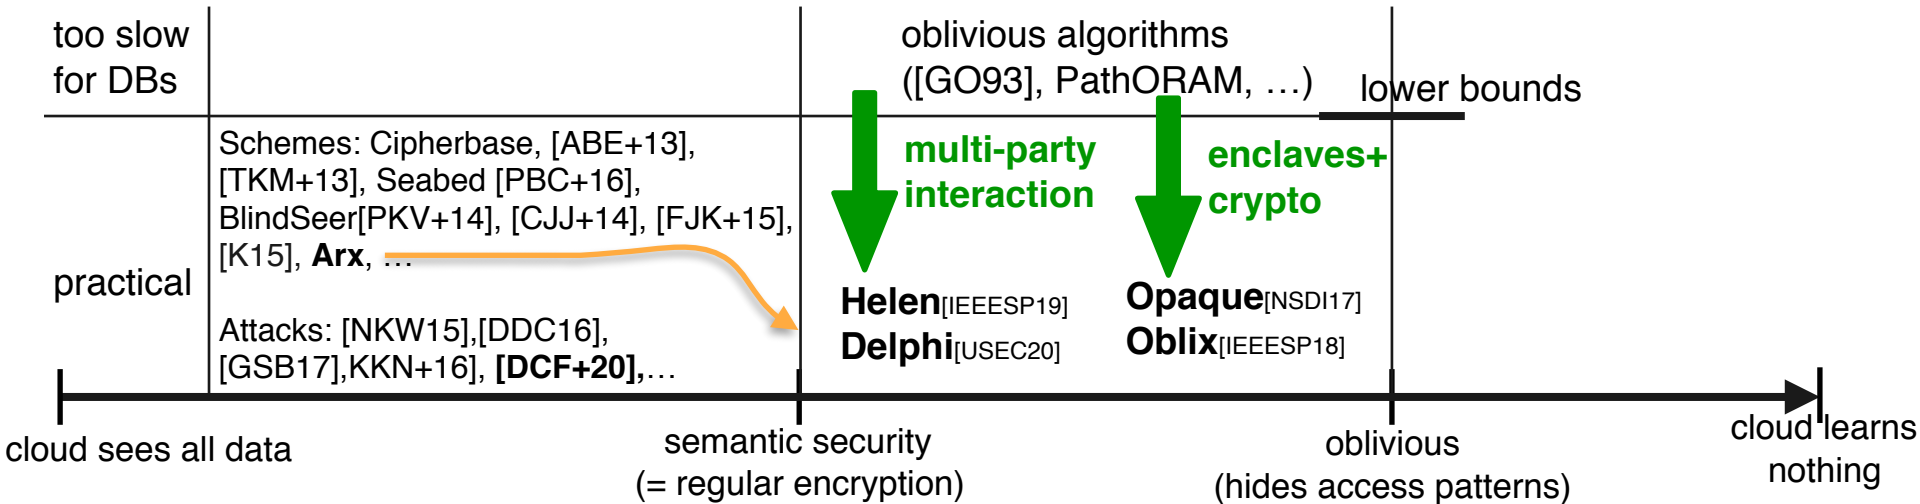 too slow
for DBs
oblivious algorithms
([GO93], PathORAM, …)
lower bounds
practical
Schemes: Cipherbase, [ABE+13],
[TKM+13], Seabed [PBC+16],
BlindSeer[PKV+14], [CJJ+14], [FJK+15],
[K15], Arx, …
Attacks: [NKW15],[DDC16],
[GSB17],KKN+16], [DCF+20],…
multi-party
interaction
enclaves+
crypto
Helen[IEEESP19]
Delphi[USEC20]
Opaque[NSDI17]
Oblix[IEEESP18]
cloud sees all data
semantic security
(= regular encryption)
oblivious
(hides access patterns)
cloud learns
nothing